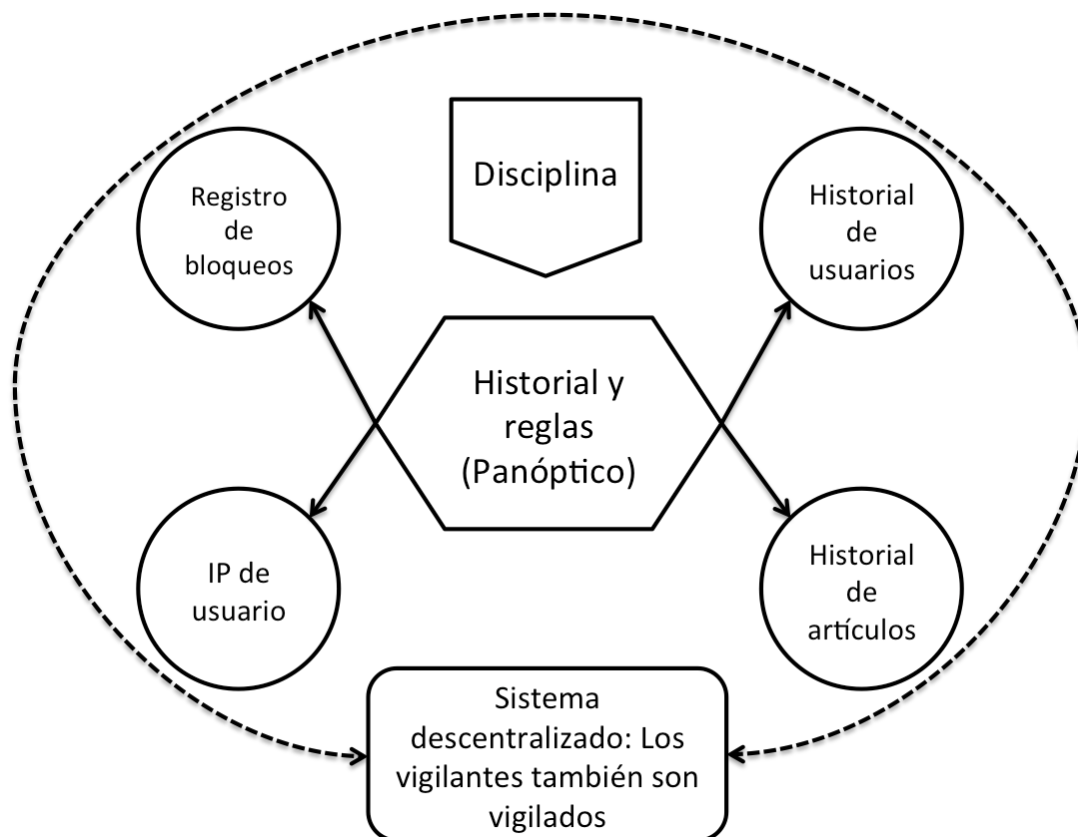 Disciplina
Registro
de
bloqueos
Historial
de
usuarios
Historial y
reglas
(Panóptico)
IP de
usuario
Historial
de
artículos
Sistema
descentralizado: Los
vigilantes también son
vigilados